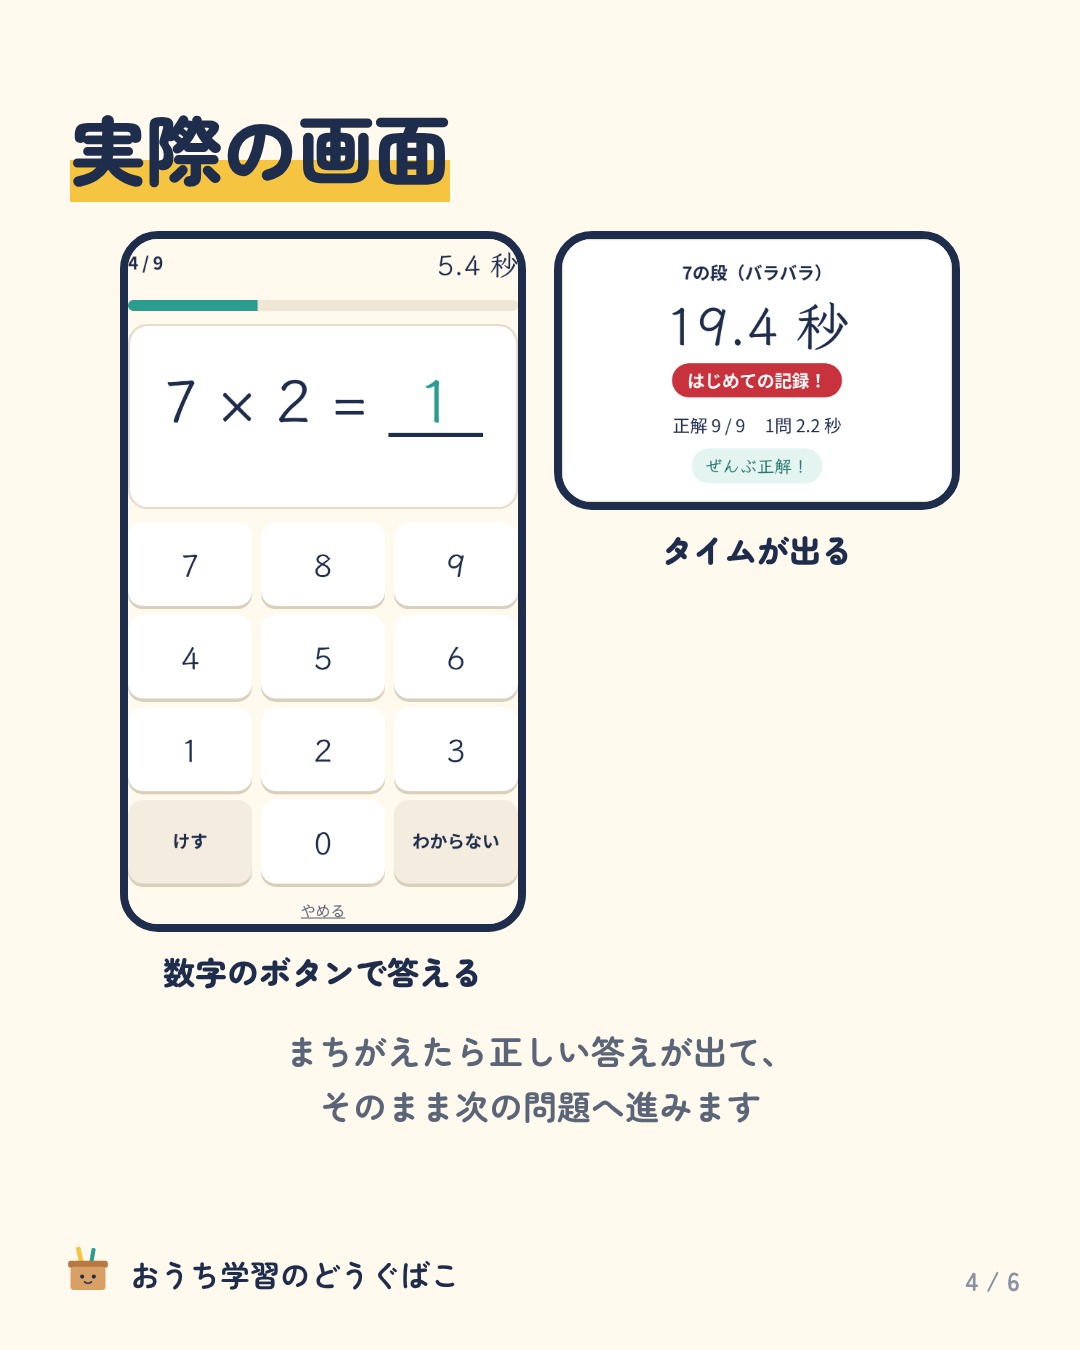 実際の画面
4 / 9
5.4 秒
7 × 2 = 1
7 8 9
4 5 6
1 2 3
けす 0 わからない
やめる
数字のボタンで答える
7の段（バラバラ）
19.4 秒
はじめての記録！
正解 9 / 9 1問 2.2 秒
ぜんぶ正解！
タイムが出る
まちがえたら正しい答えが出て、
そのまま次の問題へ進みます
おうち学習のどうぐばこ
4 / 6